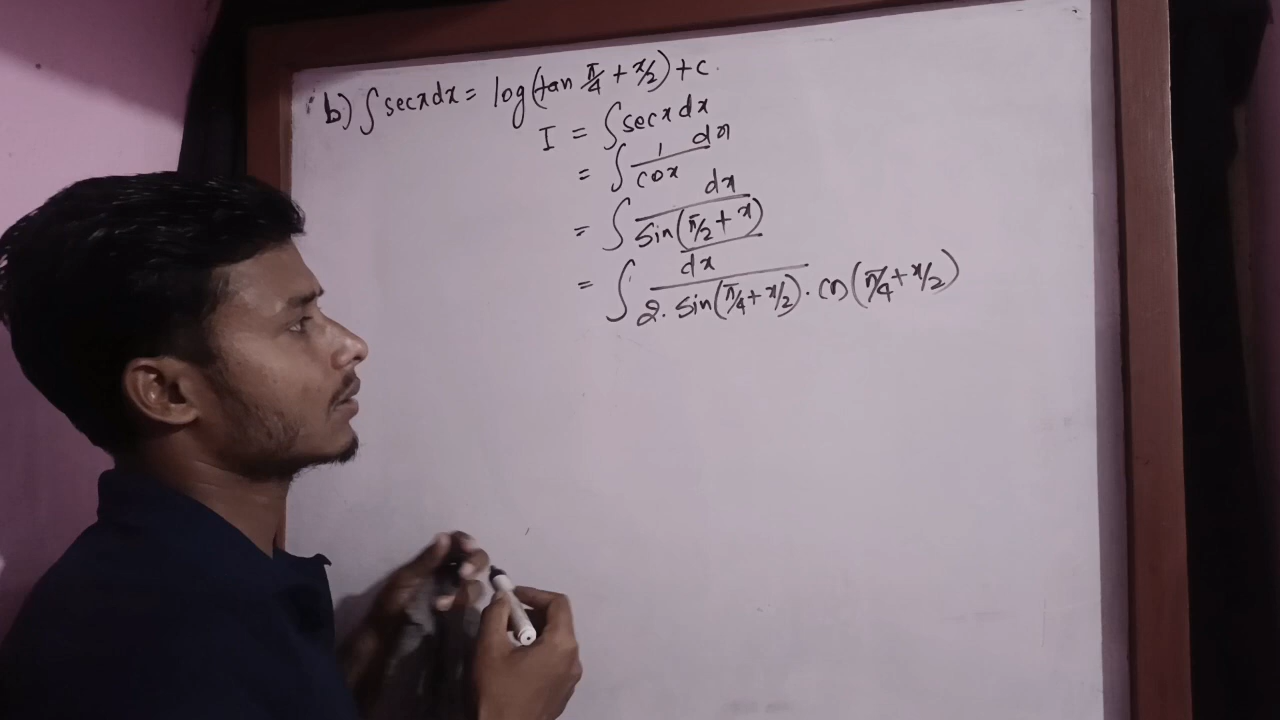 b) ∫ secx dx = log(tan π/4 + x/2) + c.
I = ∫ secx dx
= ∫ 1/cosx dx
= ∫ dx/sin(π/2 + x)
= ∫ dx/2. sin(π/4 + x/2) . cos(π/4 + x/2)